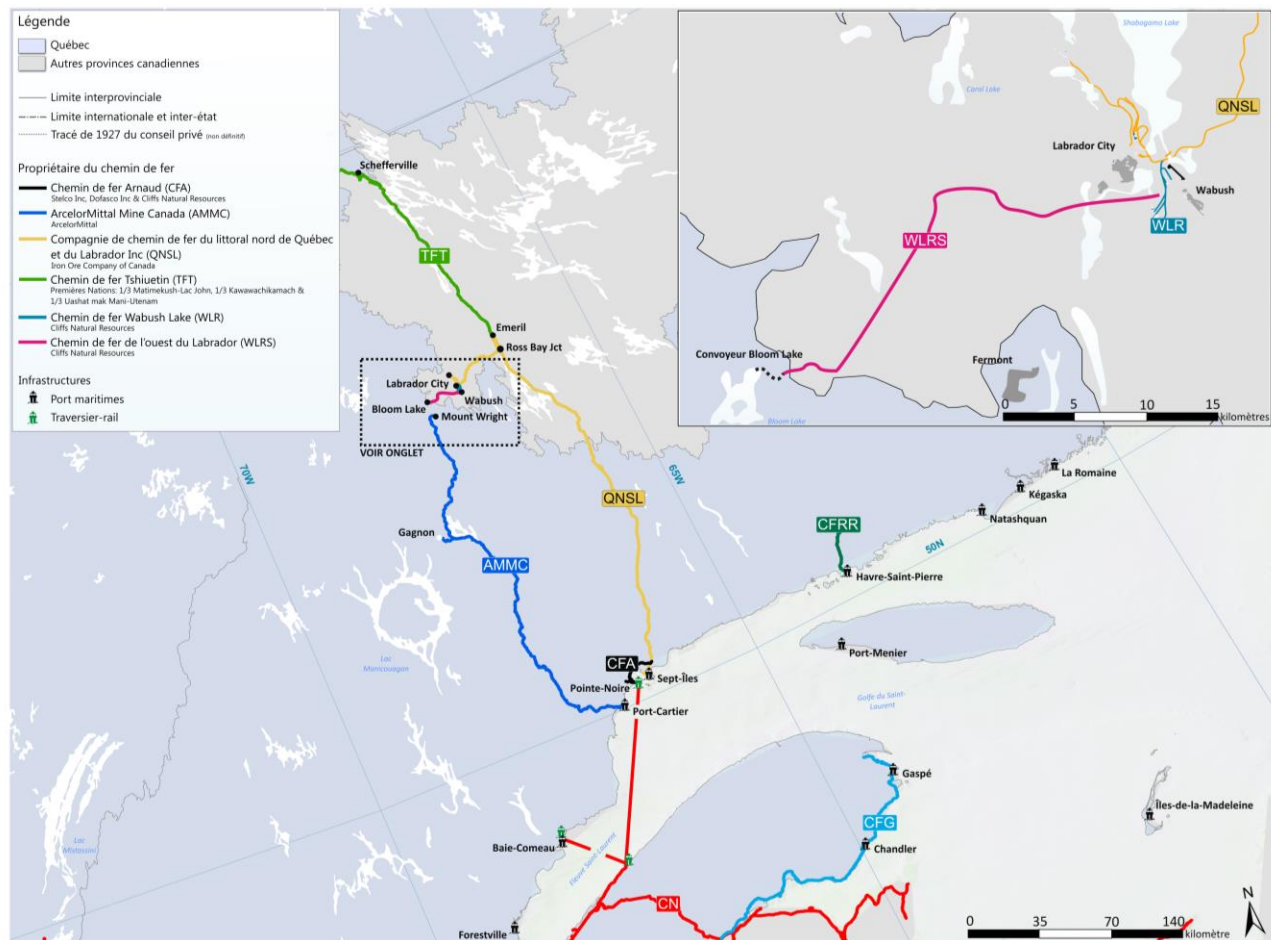 Légende
Québec
Autres provinces canadiennes
Limite interprovinciale
Limite internationale et inter-état
Tracé de 1927 du conseil privé (non définitif)
Propriétaire du chemin de fer
Chemin de fer Arnaud (CFA)
Stelco Inc, Dofasco Inc & Cliffs Natural Resources
ArcelorMittal Mine Canada (AMMC)
ArcelorMittal
Compagnie de chemin de fer du littoral nord de Québec
et du Labrador Inc (QNSL)
Iron Ore Company of Canada
Chemin de fer Tshiuetin (TFT)
Premières Nations: 1/3 Matimekush-Lac John, 1/3 Kawawachikamach &
1/3 Uashat mak Mani-Utenam
Chemin de fer Wabush Lake (WLR)
Cliffs Natural Resources
Chemin de fer de l'ouest du Labrador (WLRS)
Cliffs Natural Resources
Infrastructures
Port maritimes
Traversier-rail
Shabogamo Lake
Carol Lake
QNSL
Labrador City
Wabush
WLR
WLRS
Convoyeur Bloom Lake
Bloom Lake
Fermont
0 5 10 15
kilomètres
Schefferville
TFT
Emeril
Ross Bay Jct
Labrador City
Wabush
Bloom Lake
Mount Wright
VOIR ONGLET
70W
65W
QNSL
La Romaine
Kégaska
Natashquan
50N
CFRR
Havre-Saint-Pierre
Gagnon
AMMC
Port-Menier
Lac
Manicouagan
CFA
Sept-Îles
Pointe-Noire
Port-Cartier
Golfe du Saint-
Laurent
Gaspé
Îles-de-la-Madeleine
CFG
Chandler
Baie-Comeau
Fleuve Saint-Laurent
Lac
Mistassini
CN
Forestville
N
0 35 70 140
kilomètre